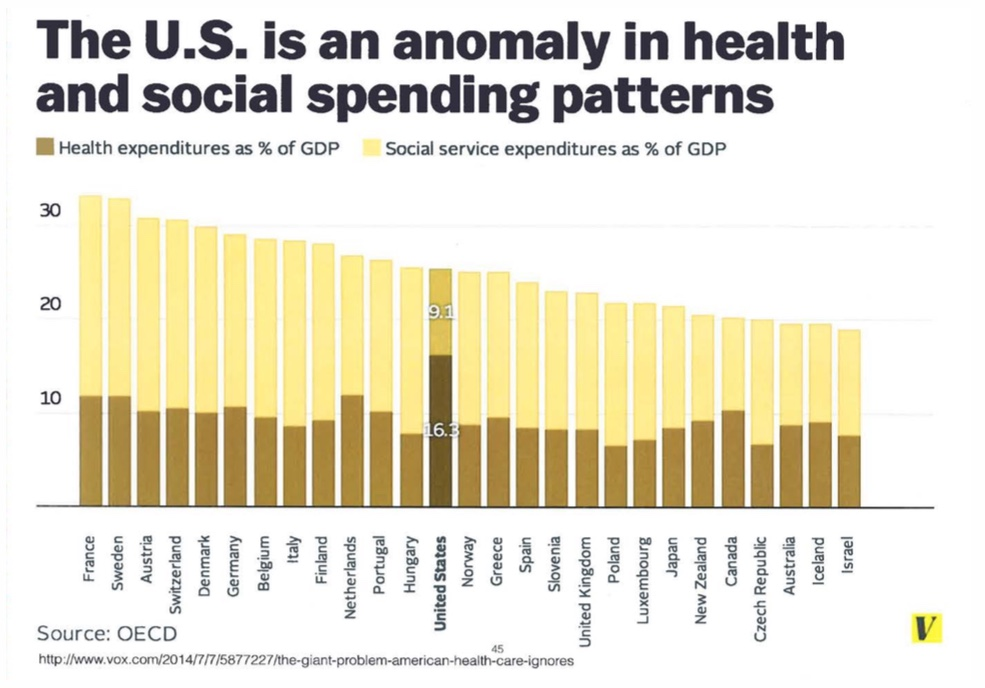 The U.S. is an anomaly in health
and social spending patterns
Health expenditures as % of GDP Social service expenditures as % of GDP
30
20
10
9.1
16.3
France
Sweden
Austria
Switzerland
Denmark
Germany
Belgium
Italy
Finland
Netherlands
Portugal
Hungary
United States
Norway
Greece
Spain
Slovenia
United Kingdom
Poland
Luxembourg
Japan
New Zealand
Canada
Czech Republic
Australia
Iceland
Israel
Source: OECD
V
45
http://www.vox.com/2014/7/7/5877227/the-giant-problem-american-health-care-ignores